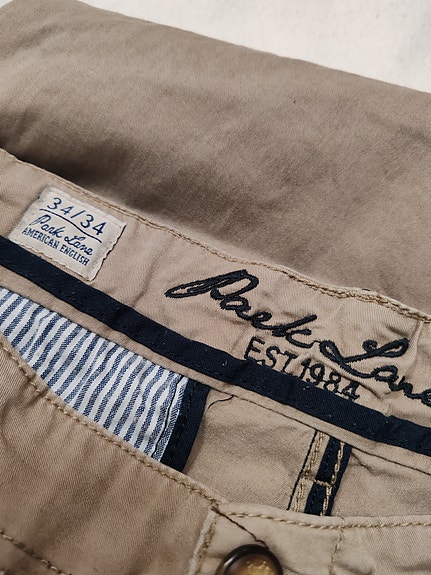 34/34
Park Lane
AMERICAN ENGLISH
Park Lane
EST.1984